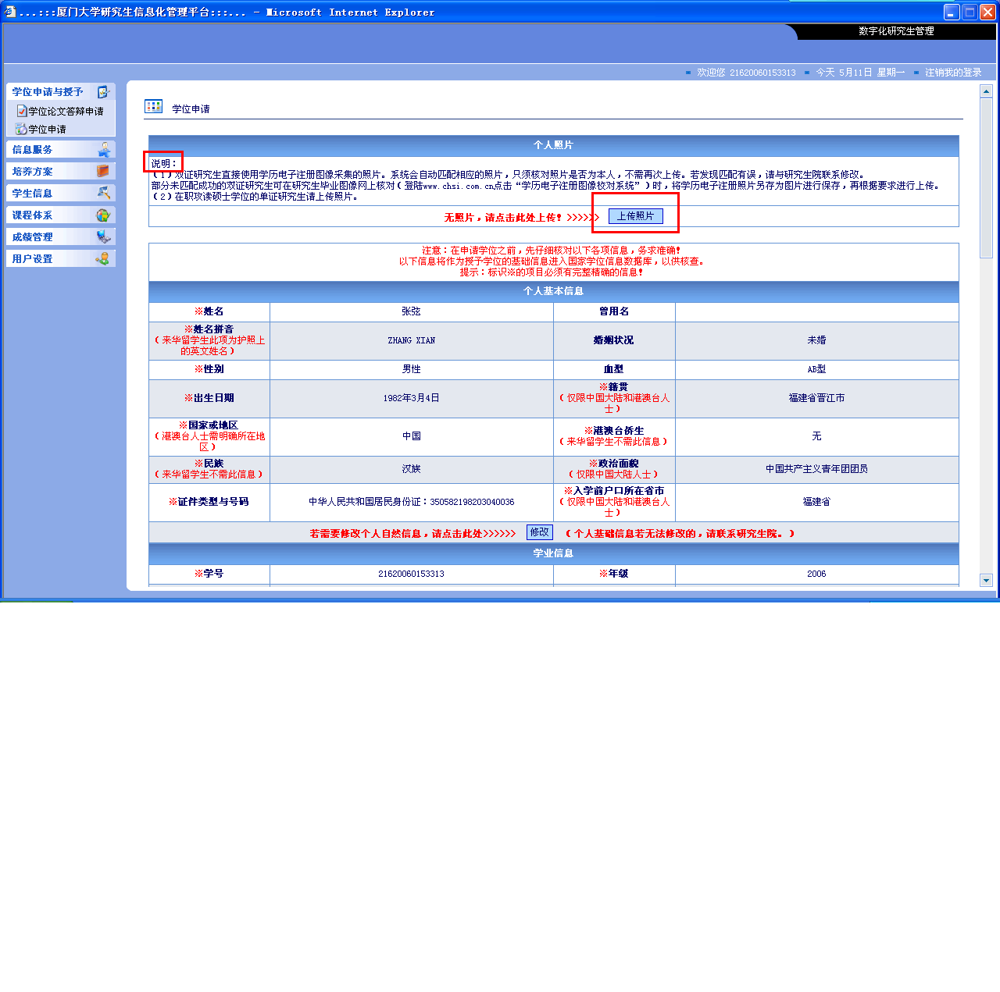 ...:::厦门大学研究生信息化管理平台:::... - Microsoft Internet Explorer
数字化研究生管理
欢迎您 21620060153313 今天 5月11日 星期一 注销我的登录
学位申请与授予
学位论文答辩申请
学位申请
信息服务
培养方案
学生信息
课程体系
成绩管理
用户设置
学位申请
个人照片
说明：
（1）双证研究生直接使用学历电子注册图像采集的照片。系统会自动匹配相应的照片，只须核对照片是否为本人，不需再次上传。若发现匹配有误，请与研究生院联系修改。
部分未匹配成功的双证研究生可在研究生毕业图像网上核对（登陆www.chsi.com.cn点击“学历电子注册图像校对系统”）时，将学历电子注册照片另存为图片进行保存，再根据要求进行上传。
（2）在职攻读硕士学位的单证研究生请上传照片。
无照片，请点击此处上传！>>>>>> 上传照片
注意：在申请学位之前，先仔细核对以下各项信息，务求准确！
以下信息将作为授予学位的基础信息进入国家学位信息数据库，以供核查。
提示：标识※的项目必须有完整精确的信息！
个人基本信息
※姓名 张弦 曾用名
※姓名拼音
（来华留学生此项为护照上的英文姓名） ZHANG XIAN 婚姻状况 未婚
※性别 男性 血型 AB型
※出生日期 1982年3月4日 ※籍贯
（仅限中国大陆和港澳台人士） 福建省晋江市
※国家或地区
（港澳台人士需明确所在地区） 中国 ※港澳台侨生
（来华留学生不需此信息） 无
※民族
（来华留学生不需此信息） 汉族 ※政治面貌
（仅限中国大陆人士） 中国共产主义青年团团员
※证件类型与号码 中华人民共和国居民身份证：350582198203040036 ※入学前户口所在省市
（仅限中国大陆和港澳台人士） 福建省
若需要修改个人自然信息，请点击此处>>>>>> 修改 （个人基础信息若无法修改的，请联系研究生院。）
学业信息
※学号 21620060153313 ※年级 2006